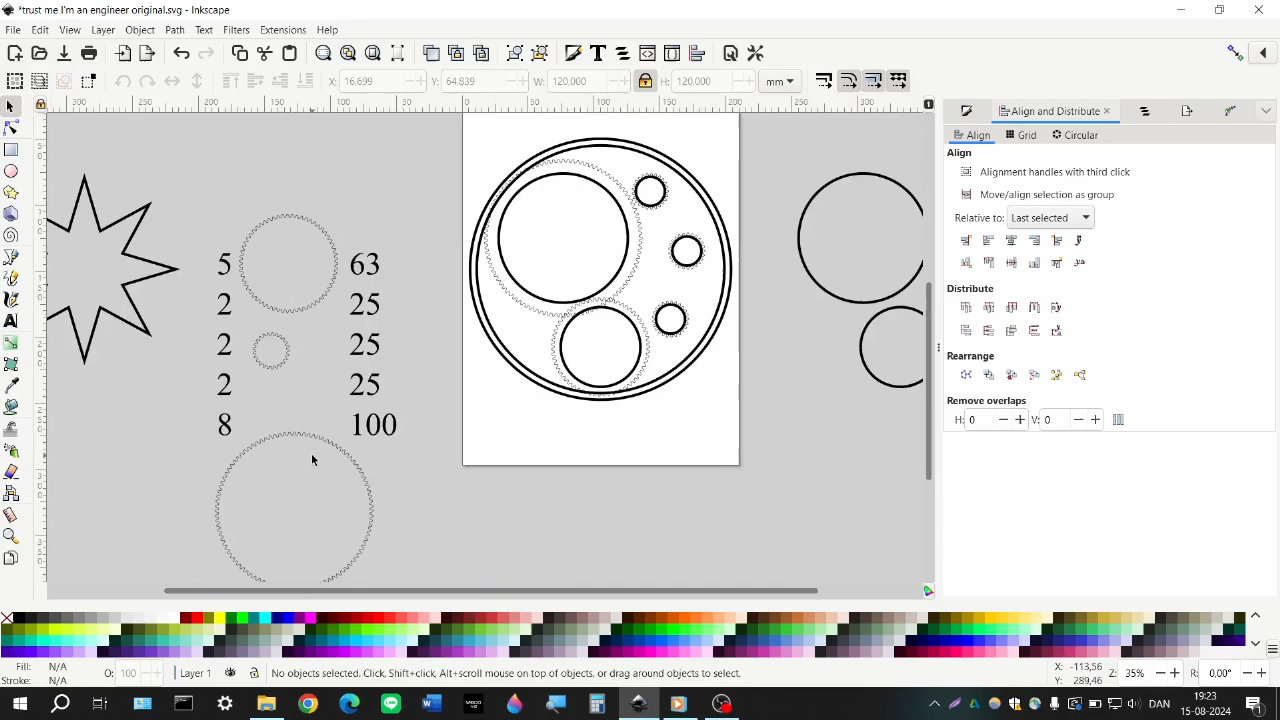 *trust me I'm an engineer original.svg - Inkscape
File Edit View Layer Object Path Text Filters Extensions Help
X: 16,699 Y: 64,839 W: 120,000 H: 120,000 mm
300 250 200 150 100 50 0 50 100 150 200 250 300
Align and Distribute
Align Grid Circular
Align
Alignment handles with third click
Move/align selection as group
Relative to: Last selected
Distribute
Rearrange
Remove overlaps
H: 0 V: 0
5 63
2 25
2 25
2 25
8 100
Fill: N/A
Stroke: N/A
O: 100
Layer 1
No objects selected. Click, Shift+click, Alt+scroll mouse on top of objects, or drag around objects to select.
X: -113,56
Y: 289,46
Z: 35% R: 0,00°
DAN
19:23
15-08-2024